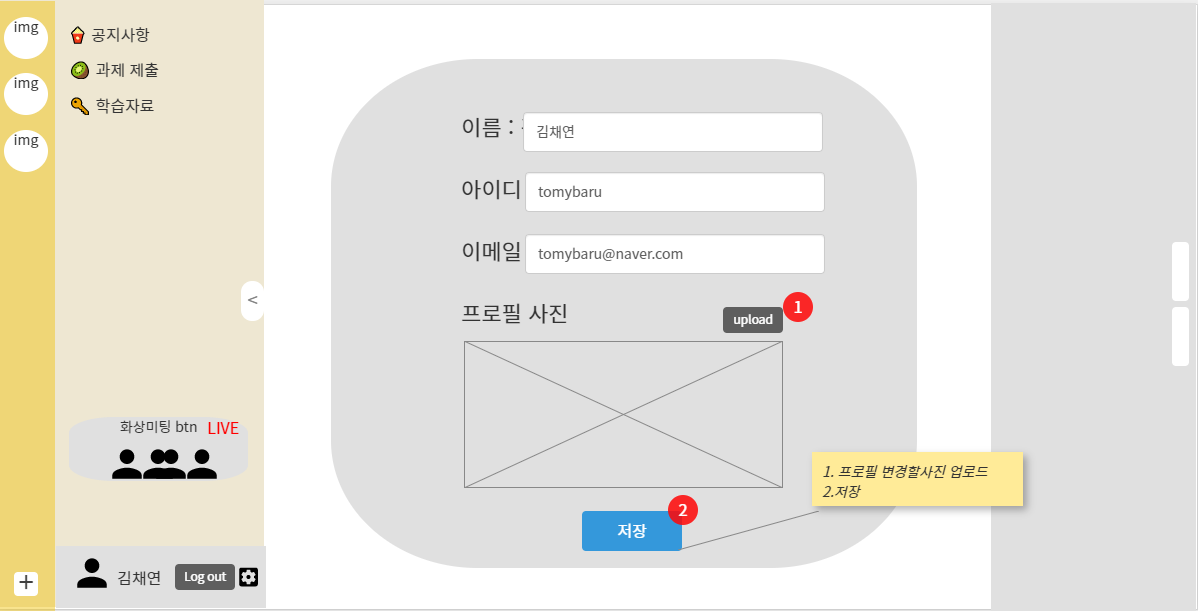 img
img
img
+
공지사항
과제 제출
학습자료
<
화상미팅 btn LIVE
김채연 Log out
이름 : 김채연
아이디 tomybaru
이메일 tomybaru@naver.com
프로필 사진 upload 1
1. 프로필 변경할사진 업로드
2.저장
저장 2